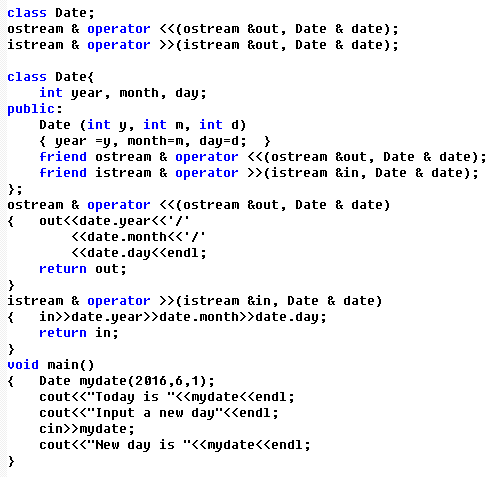 class Date;
ostream & operator <<(ostream &out, Date & date);
istream & operator >>(istream &out, Date & date);

class Date{
    int year, month, day;
public:
    Date (int y, int m, int d)
    { year =y, month=m, day=d;  }
    friend ostream & operator <<(ostream &out, Date & date);
    friend istream & operator >>(istream &in, Date & date);
};
ostream & operator <<(ostream &out, Date & date)
{   out<<date.year<<'/'
        <<date.month<<'/'
        <<date.day<<endl;
    return out;
}
istream & operator >>(istream &in, Date & date)
{   in>>date.year>>date.month>>date.day;
    return in;
}
void main()
{   Date mydate(2016,6,1);
    cout<<"Today is "<<mydate<<endl;
    cout<<"Input a new day"<<endl;
    cin>>mydate;
    cout<<"New day is "<<mydate<<endl;
}